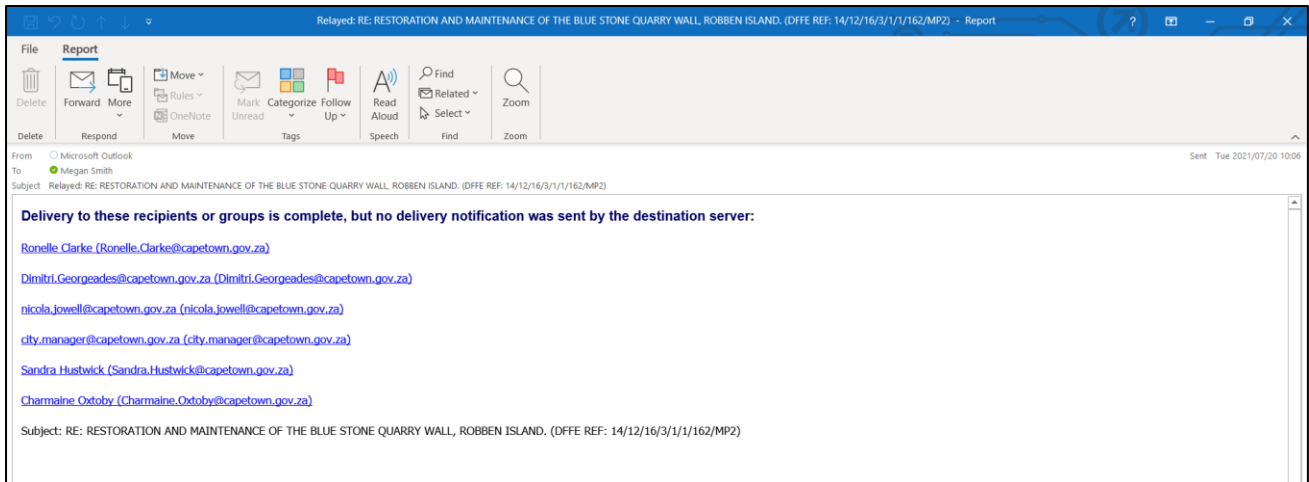 Relayed: RE: RESTORATION AND MAINTENANCE OF THE BLUE STONE QUARRY WALL, ROBBEN ISLAND. (DFFE REF: 14/12/16/3/1/1/162/MP2) - Report
File Report
Delete
Forward
More
Move
Rules
OneNote
Mark Unread
Categorize
Follow Up
Read Aloud
Find
Related
Select
Zoom
Delete Respond Move Tags Speech Find Zoom
From Microsoft Outlook Sent Tue 2021/07/20 10:06
To Megan Smith
Subject Relayed: RE: RESTORATION AND MAINTENANCE OF THE BLUE STONE QUARRY WALL, ROBBEN ISLAND. (DFFE REF: 14/12/16/3/1/1/162/MP2)
Delivery to these recipients or groups is complete, but no delivery notification was sent by the destination server:
Ronelle Clarke (Ronelle.Clarke@capetown.gov.za)
Dimitri.Georgeades@capetown.gov.za (Dimitri.Georgeades@capetown.gov.za)
nicola.jowell@capetown.gov.za (nicola.jowell@capetown.gov.za)
city.manager@capetown.gov.za (city.manager@capetown.gov.za)
Sandra Hustwick (Sandra.Hustwick@capetown.gov.za)
Charmaine Oxtoby (Charmaine.Oxtoby@capetown.gov.za)
Subject: RE: RESTORATION AND MAINTENANCE OF THE BLUE STONE QUARRY WALL, ROBBEN ISLAND. (DFFE REF: 14/12/16/3/1/1/162/MP2)